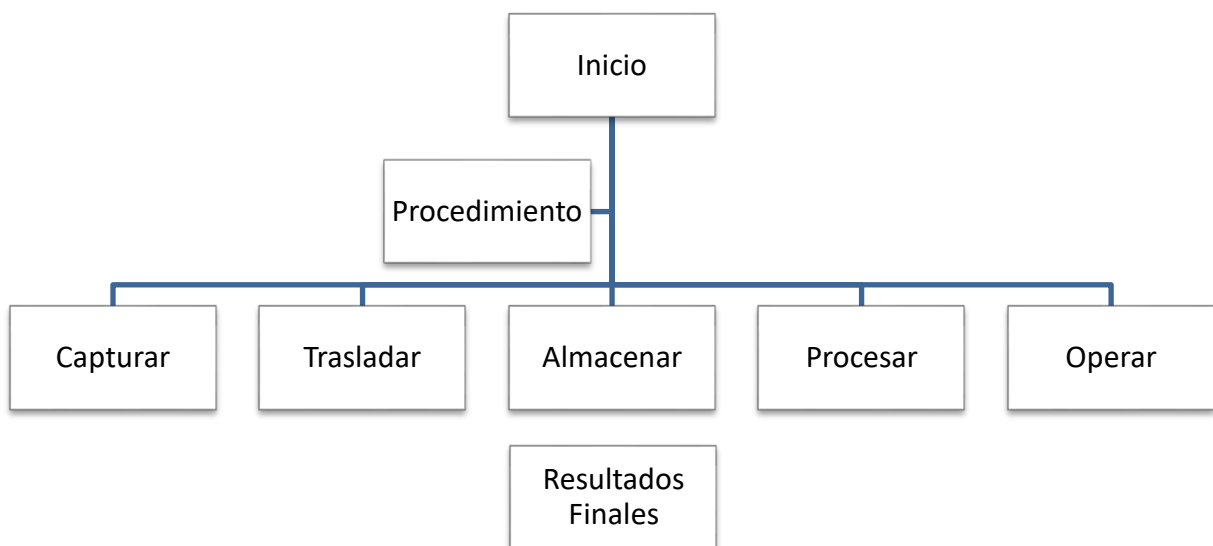 Inicio
Procedimiento
Capturar
Trasladar
Almacenar
Procesar
Operar
Resultados
Finales